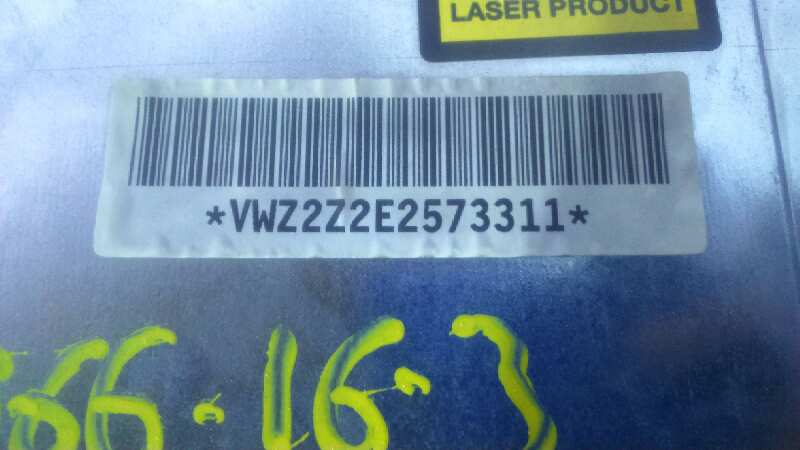 LASER PRODUCT
*VWZ2Z2E2573311*
66-16-3